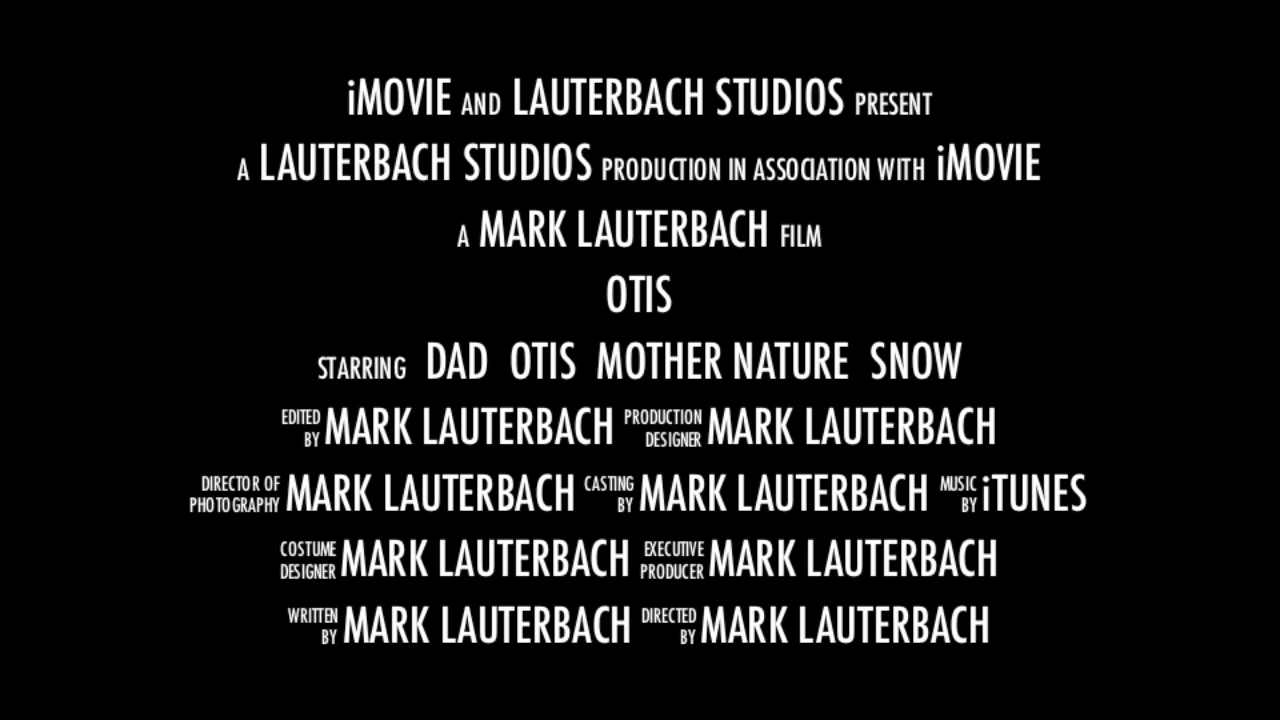 iMOVIE AND LAUTERBACH STUDIOS PRESENT
A LAUTERBACH STUDIOS PRODUCTION IN ASSOCIATION WITH iMOVIE
A MARK LAUTERBACH FILM
OTIS
STARRING DAD OTIS MOTHER NATURE SNOW
EDITED BY MARK LAUTERBACH PRODUCTION DESIGNER MARK LAUTERBACH
DIRECTOR OF PHOTOGRAPHY MARK LAUTERBACH CASTING BY MARK LAUTERBACH MUSIC BY iTUNES
COSTUME DESIGNER MARK LAUTERBACH EXECUTIVE PRODUCER MARK LAUTERBACH
WRITTEN BY MARK LAUTERBACH DIRECTED BY MARK LAUTERBACH